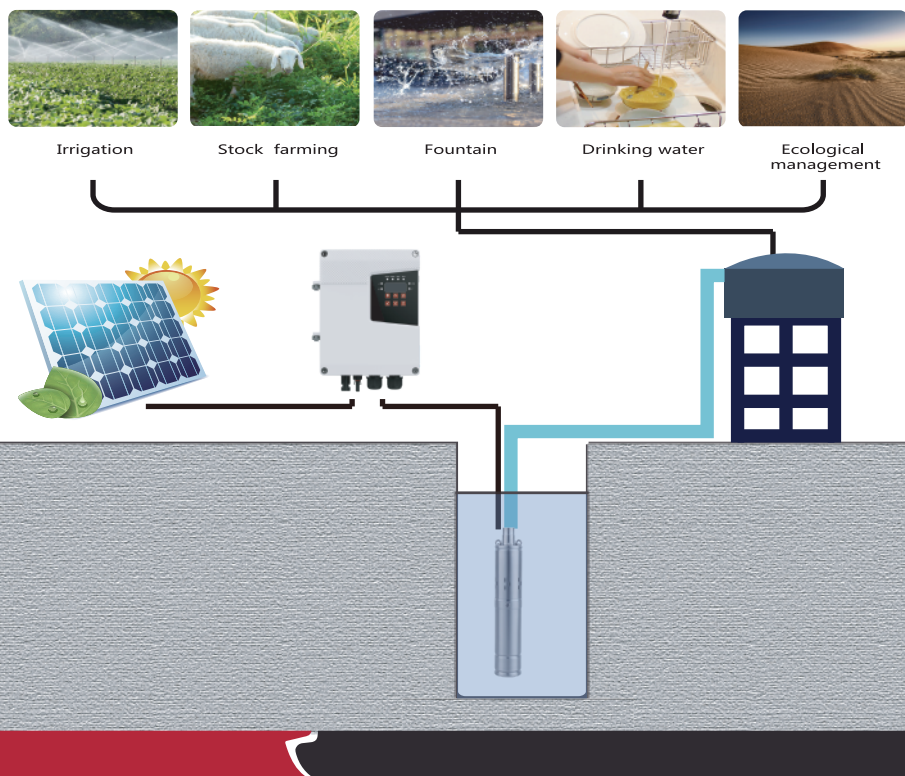 Irrigation
Stock farming
Fountain
Drinking water
Ecological
management